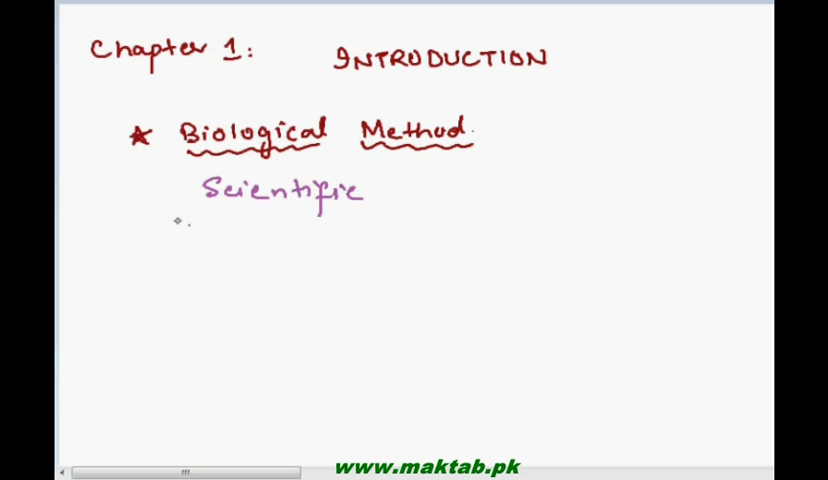 Chapter 1: INTRODUCTION
* Biological Method.
Scientific
www.maktab.pk